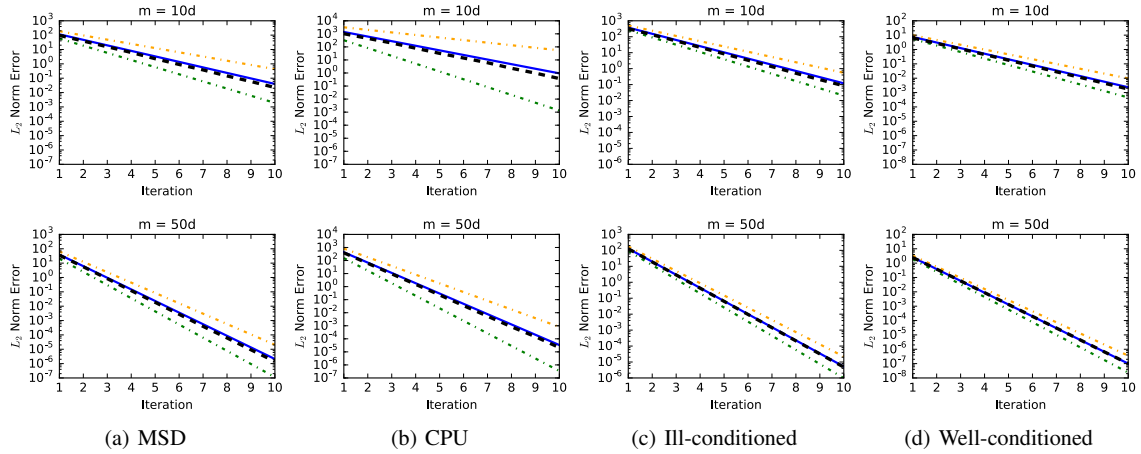 m = 10d
m = 10d
m = 10d
m = 10d
L₂ Norm Error
10³
10²
10¹
10⁰
10⁻¹
10⁻²
10⁻³
10⁻⁴
10⁻⁵
10⁻⁶
10⁻⁷
1 2 3 4 5 6 7 8 9 10
Iteration
L₂ Norm Error
10⁴
10³
10²
10¹
10⁰
10⁻¹
10⁻²
10⁻³
10⁻⁴
10⁻⁵
10⁻⁶
10⁻⁷
1 2 3 4 5 6 7 8 9 10
Iteration
L₂ Norm Error
10³
10²
10¹
10⁰
10⁻¹
10⁻²
10⁻³
10⁻⁴
10⁻⁵
10⁻⁶
1 2 3 4 5 6 7 8 9 10
Iteration
L₂ Norm Error
10³
10²
10¹
10⁰
10⁻¹
10⁻²
10⁻³
10⁻⁴
10⁻⁵
10⁻⁶
10⁻⁷
10⁻⁸
1 2 3 4 5 6 7 8 9 10
Iteration
m = 50d
m = 50d
m = 50d
m = 50d
L₂ Norm Error
10³
10²
10¹
10⁰
10⁻¹
10⁻²
10⁻³
10⁻⁴
10⁻⁵
10⁻⁶
10⁻⁷
1 2 3 4 5 6 7 8 9 10
Iteration
L₂ Norm Error
10⁴
10³
10²
10¹
10⁰
10⁻¹
10⁻²
10⁻³
10⁻⁴
10⁻⁵
10⁻⁶
10⁻⁷
1 2 3 4 5 6 7 8 9 10
Iteration
L₂ Norm Error
10³
10²
10¹
10⁰
10⁻¹
10⁻²
10⁻³
10⁻⁴
10⁻⁵
10⁻⁶
1 2 3 4 5 6 7 8 9 10
Iteration
L₂ Norm Error
10³
10²
10¹
10⁰
10⁻¹
10⁻²
10⁻³
10⁻⁴
10⁻⁵
10⁻⁶
10⁻⁷
10⁻⁸
1 2 3 4 5 6 7 8 9 10
Iteration
(a) MSD
(b) CPU
(c) Ill-conditioned
(d) Well-conditioned